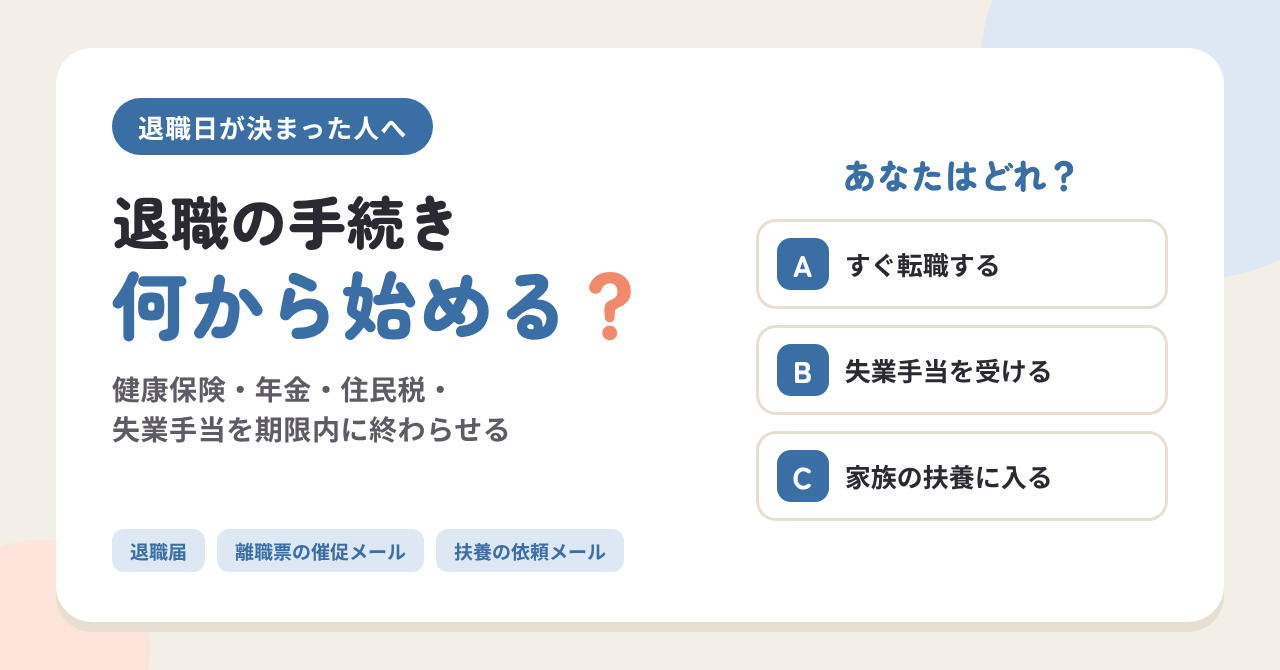 退職日が決まった人へ
退職の手続き
何から始める？
健康保険・年金・住民税・
失業手当を期限内に終わらせる
退職届
離職票の催促メール
扶養の依頼メール
あなたはどれ？
A すぐ転職する
B 失業手当を受ける
C 家族の扶養に入る